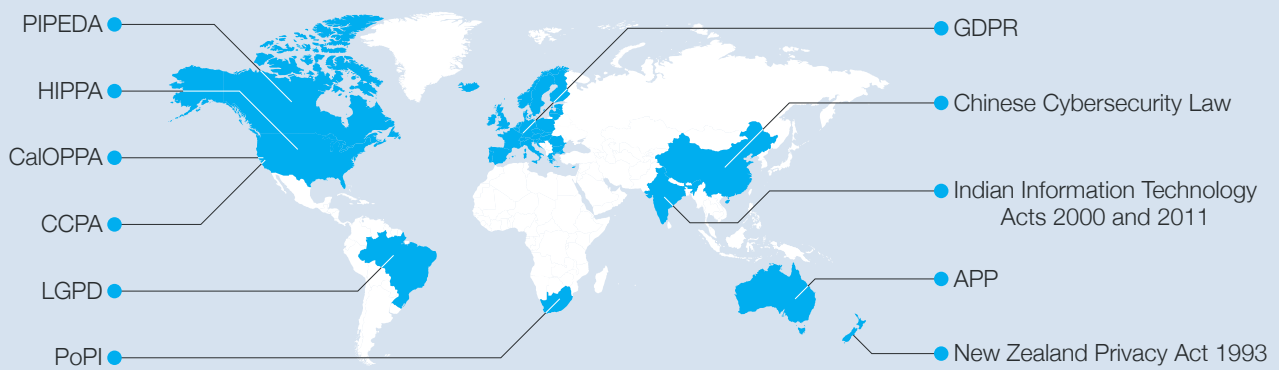 PIPEDA
HIPPA
CalOPPA
CCPA
LGPD
PoPI
GDPR
Chinese Cybersecurity Law
Indian Information Technology
Acts 2000 and 2011
APP
New Zealand Privacy Act 1993